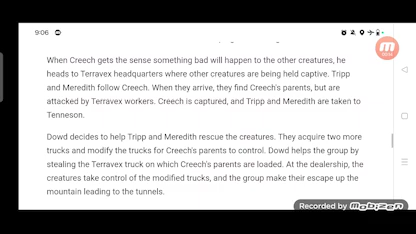 9:06
When Creech gets the sense something bad will happen to the other creatures, he
heads to Terravex headquarters where other creatures are being held captive. Tripp
and Meredith follow Creech. When they arrive, they find Creech's parents, but are
attacked by Terravex workers. Creech is captured, and Tripp and Meredith are taken to
Tenneson.
Dowd decides to help Tripp and Meredith rescue the creatures. They acquire two more
trucks and modify the trucks for Creech's parents to control. Dowd helps the group by
stealing the Terravex truck on which Creech's parents are loaded. At the dealership, the
creatures take control of the modified trucks, and the group make their escape up the
mountain leading to the tunnels.
Recorded by Mobizen